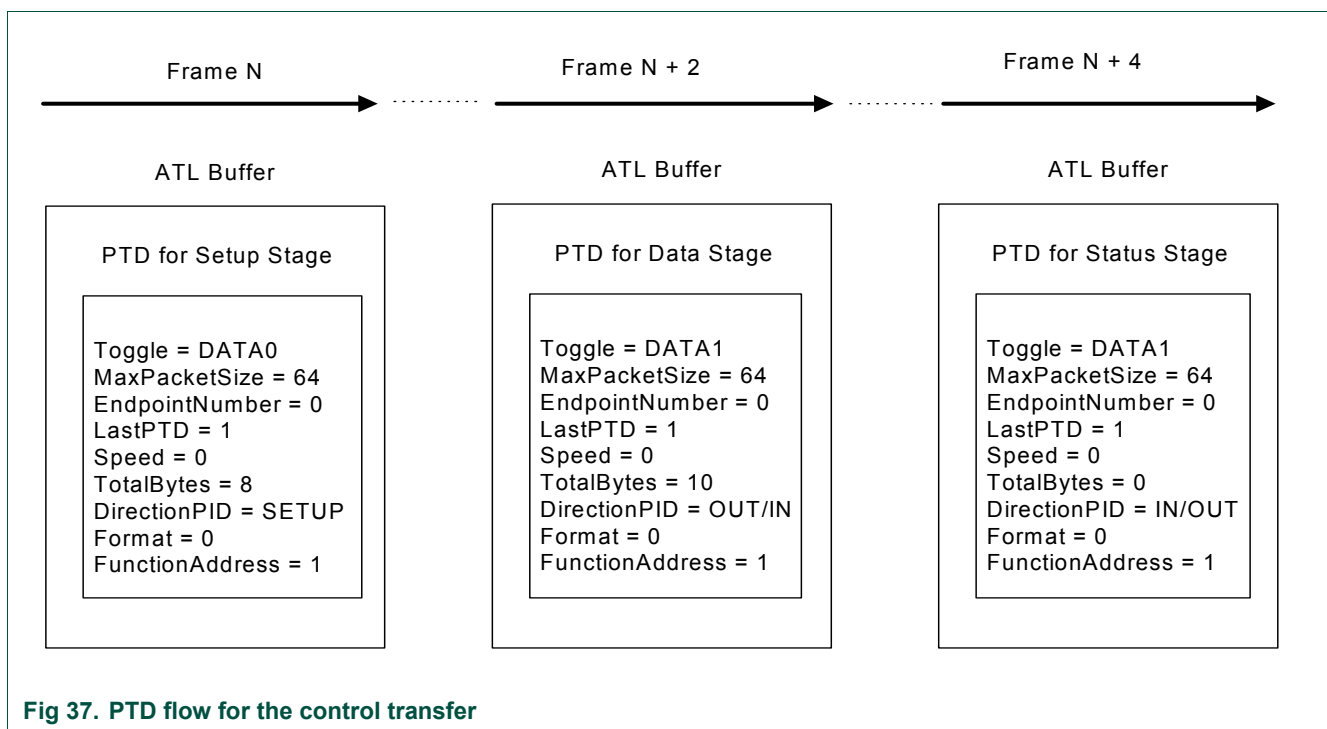 Frame N
Frame N + 2
Frame N + 4
ATL Buffer
ATL Buffer
ATL Buffer
PTD for Setup Stage
Toggle = DATA0
MaxPacketSize = 64
EndpointNumber = 0
LastPTD = 1
Speed = 0
TotalBytes = 8
DirectionPID = SETUP
Format = 0
FunctionAddress = 1
PTD for Data Stage
Toggle = DATA1
MaxPacketSize = 64
EndpointNumber = 0
LastPTD = 1
Speed = 0
TotalBytes = 10
DirectionPID = OUT/IN
Format = 0
FunctionAddress = 1
PTD for Status Stage
Toggle = DATA1
MaxPacketSize = 64
EndpointNumber = 0
LastPTD = 1
Speed = 0
TotalBytes = 0
DirectionPID = IN/OUT
Format = 0
FunctionAddress = 1
Fig 37. PTD flow for the control transfer